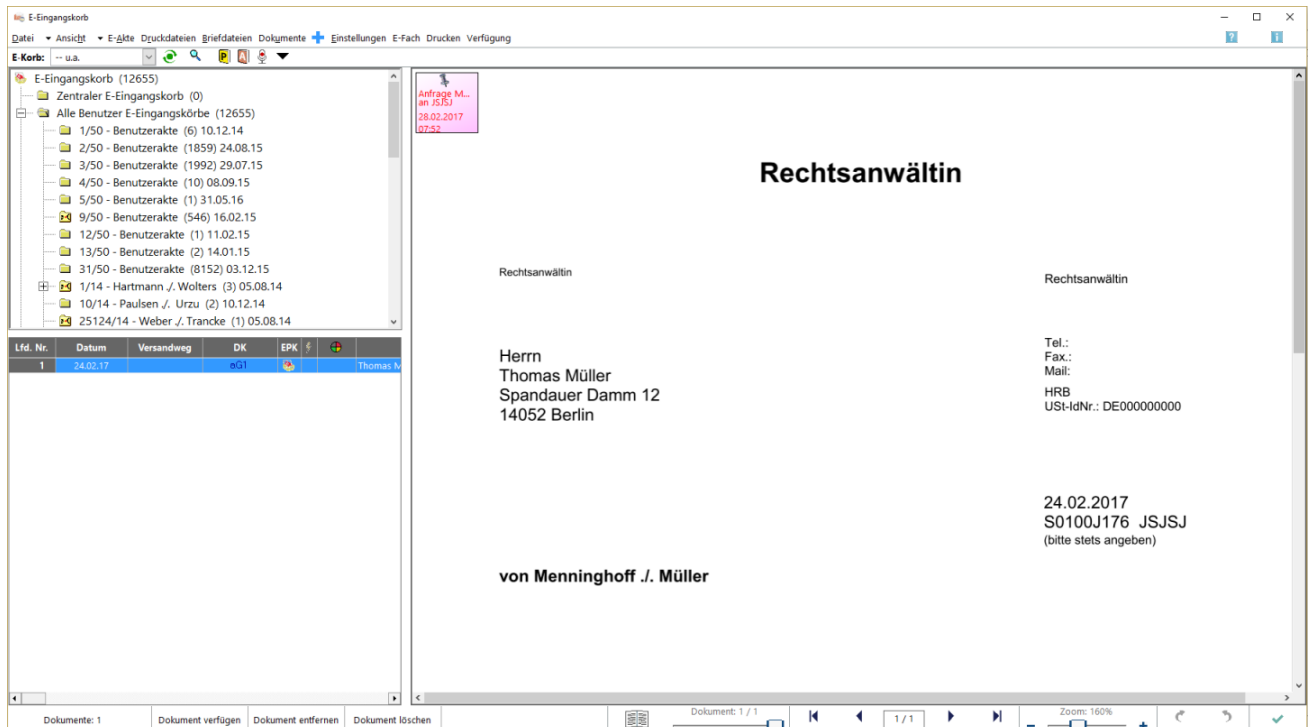 E-Eingangskorb
Datei Ansicht E-Akte Druckdateien Briefdateien Dokumente Einstellungen E-Fach Drucken Verfügung
E-Korb: -- u.a.
E-Eingangskorb (12655)
Zentraler E-Eingangskorb (0)
Alle Benutzer E-Eingangskörbe (12655)
1/50 - Benutzerakte (6) 10.12.14
2/50 - Benutzerakte (1859) 24.08.15
3/50 - Benutzerakte (1992) 29.07.15
4/50 - Benutzerakte (10) 08.09.15
5/50 - Benutzerakte (1) 31.05.16
9/50 - Benutzerakte (546) 16.02.15
12/50 - Benutzerakte (1) 11.02.15
13/50 - Benutzerakte (2) 14.01.15
31/50 - Benutzerakte (8152) 03.12.15
1/14 - Hartmann ./. Wolters (3) 05.08.14
10/14 - Paulsen ./. Urzu (2) 10.12.14
25124/14 - Weber ./. Trancke (1) 05.08.14
Lfd. Nr. Datum Versandweg DK EPK
1 24.02.17 aG1 Thomas M
Anfrage M...
an JSJSJ
28.02.2017
07:52
Rechtsanwältin
Rechtsanwältin
Rechtsanwältin
Herrn
Thomas Müller
Spandauer Damm 12
14052 Berlin
Tel.:
Fax.:
Mail:
HRB
USt-IdNr.: DE000000000
24.02.2017
S0100J176 JSJSJ
(bitte stets angeben)
von Menninghoff ./. Müller
Dokumente: 1 Dokument verfügen Dokument entfernen Dokument löschen
Dokument: 1 / 1
1 / 1
Zoom: 160%